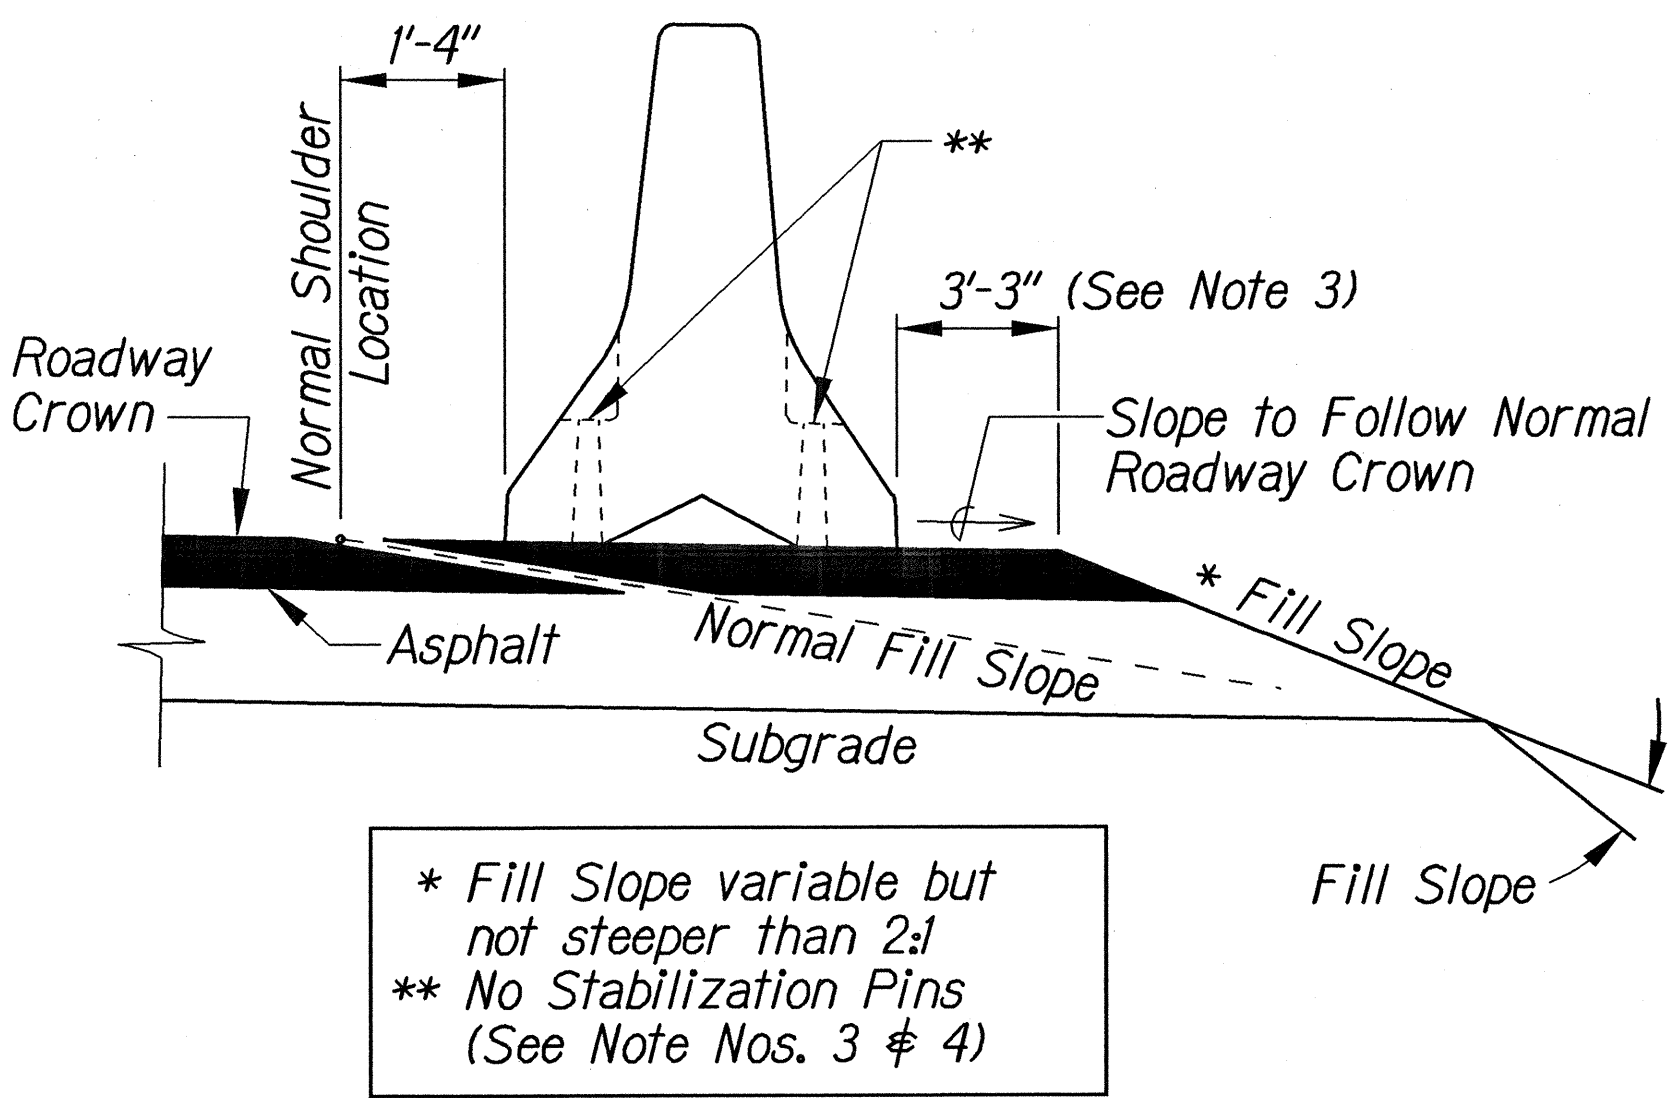 1'-4"
Normal Shoulder
Location
**
3'-3" (See Note 3)
Roadway
Crown
Slope to Follow Normal
Roadway Crown
* Fill Slope
Asphalt
Normal Fill Slope
Subgrade
Fill Slope
* Fill Slope variable but
not steeper than 2:1
** No Stabilization Pins
(See Note Nos. 3 & 4)